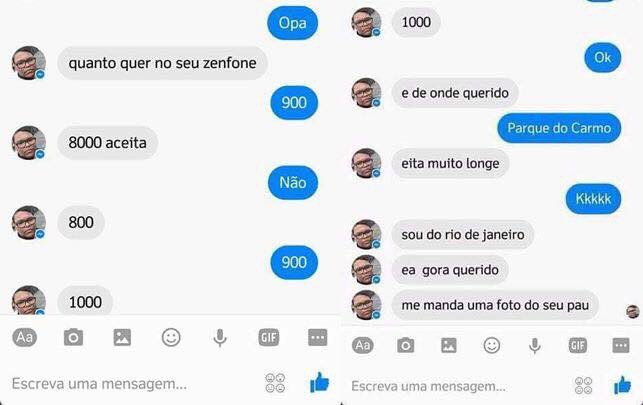 Opa
quanto quer no seu zenfone
900
8000 aceita
Não
800
900
1000
Aa
GIF
Escreva uma mensagem...
1000
Ok
e de onde querido
Parque do Carmo
eita muito longe
Kkkkk
sou do rio de janeiro
ea gora querido
me manda uma foto do seu pau
Aa
GIF
Escreva uma mensagem...